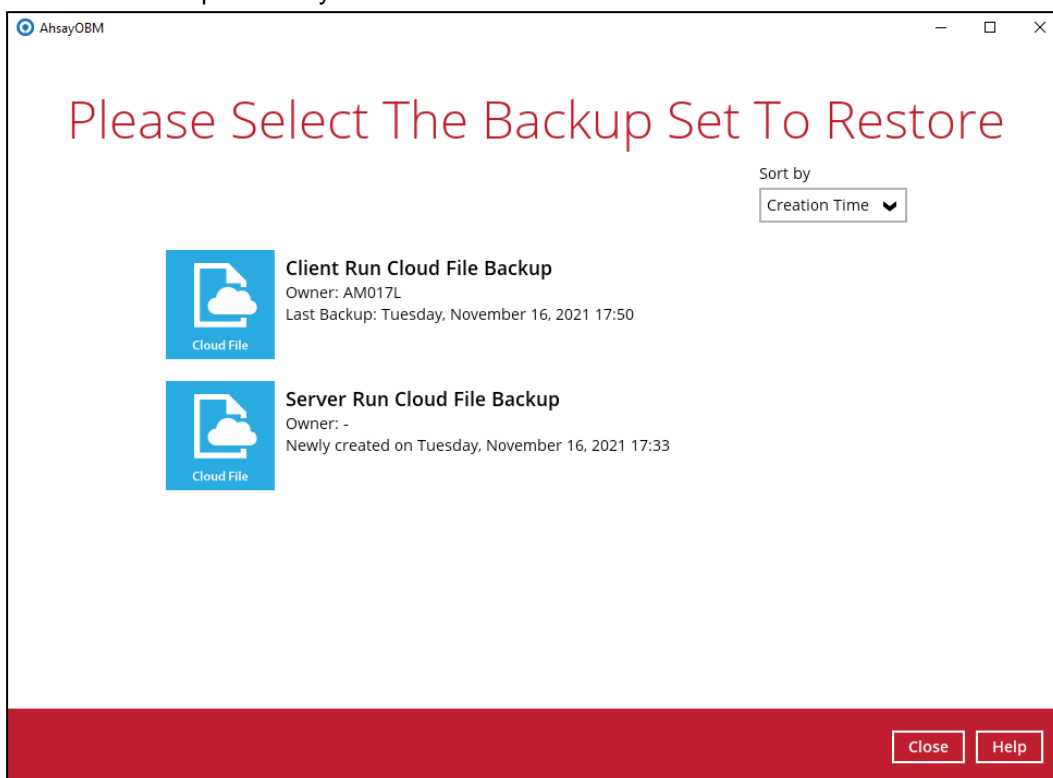 AhsayOBM
Please Select The Backup Set To Restore
Sort by
Creation Time
Client Run Cloud File Backup
Owner: AM017L
Last Backup: Tuesday, November 16, 2021 17:50
Cloud File
Server Run Cloud File Backup
Owner: -
Newly created on Tuesday, November 16, 2021 17:33
Cloud File
Close
Help